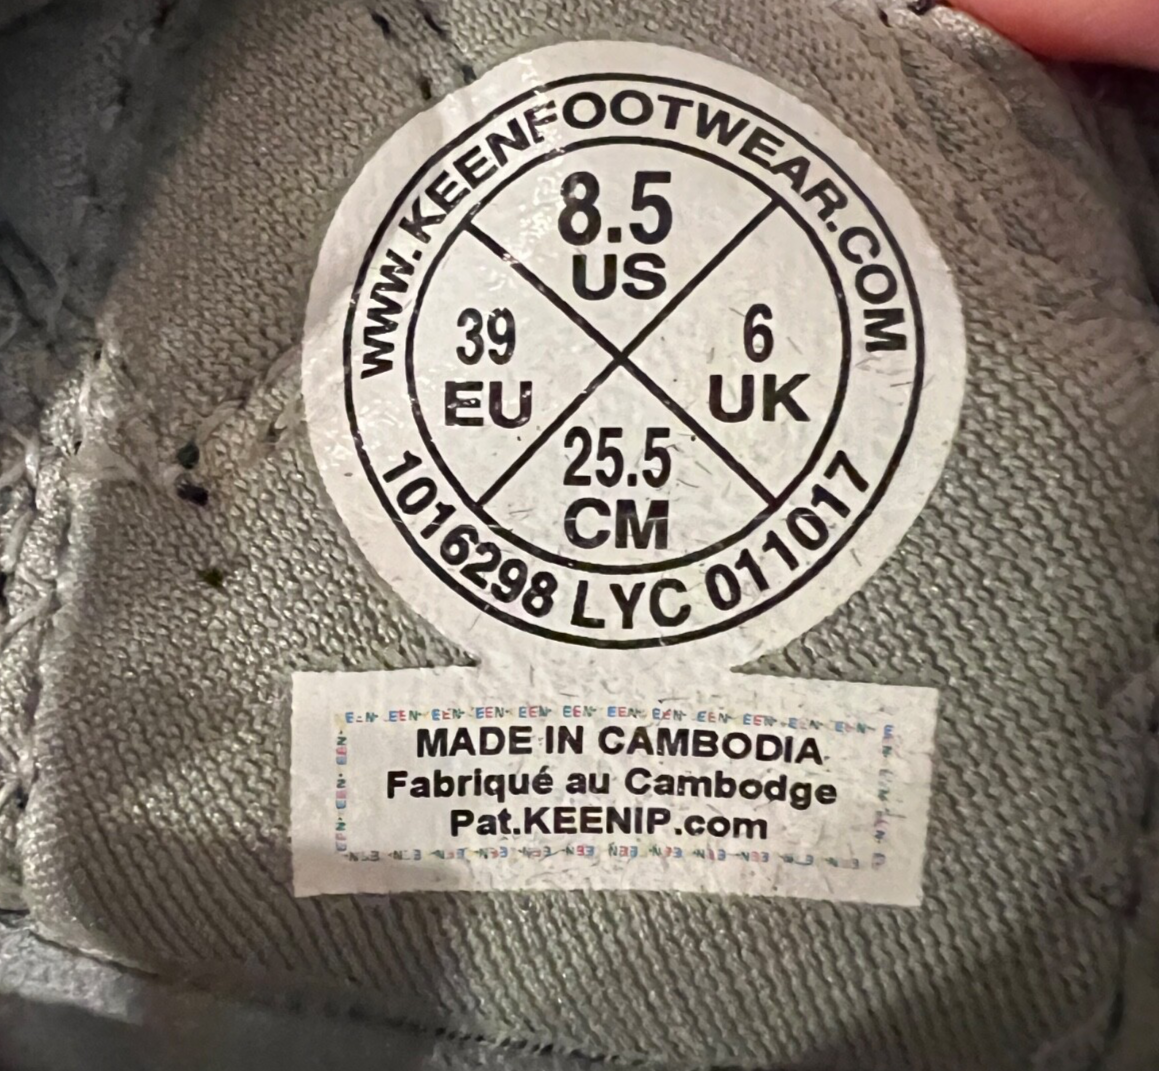 WWW.KEENFOOTWEAR.COM
8.5
US
39
EU
6
UK
25.5
CM
1016298 LYC 011017
MADE IN CAMBODIA
Fabriqué au Cambodge
Pat.KEENIP.com